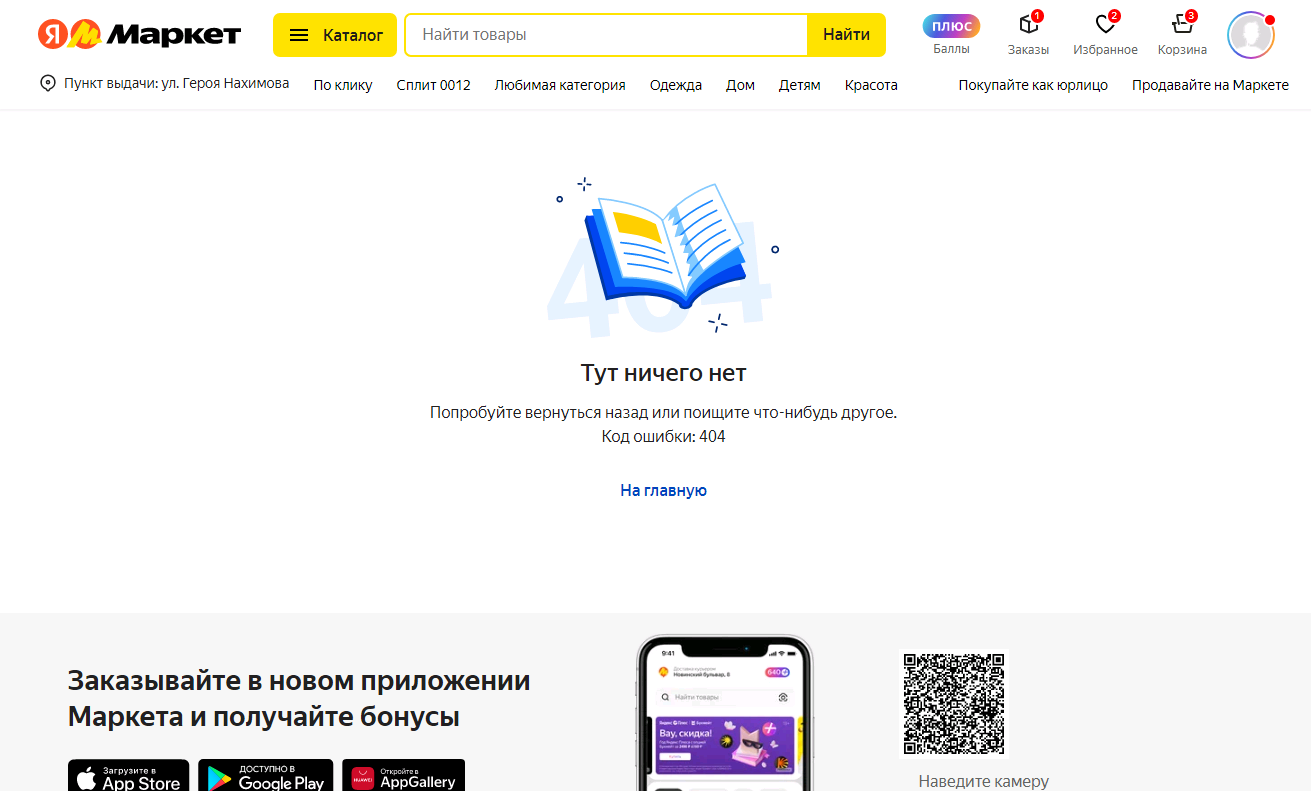 Я М Маркет
Каталог
Найти товары
Найти
плюс
Баллы
1
Заказы
2
Избранное
3
Корзина
Пункт выдачи: ул. Героя Нахимова
По клику
Сплит 0012
Любимая категория
Одежда
Дом
Детям
Красота
Покупайте как юрлицо
Продавайте на Маркете
404
Тут ничего нет
Попробуйте вернуться назад или поищите что-нибудь другое.
Код ошибки: 404
На главную
Заказывайте в новом приложении
Маркета и получайте бонусы
Загрузите в
App Store
ДОСТУПНО В
Google Play
HUAWEI
Откройте в
AppGallery
9:41
Доставка курьером
Новинский бульвар, 8
640
Найти товары
Вау, скидка!
Наведите камеру